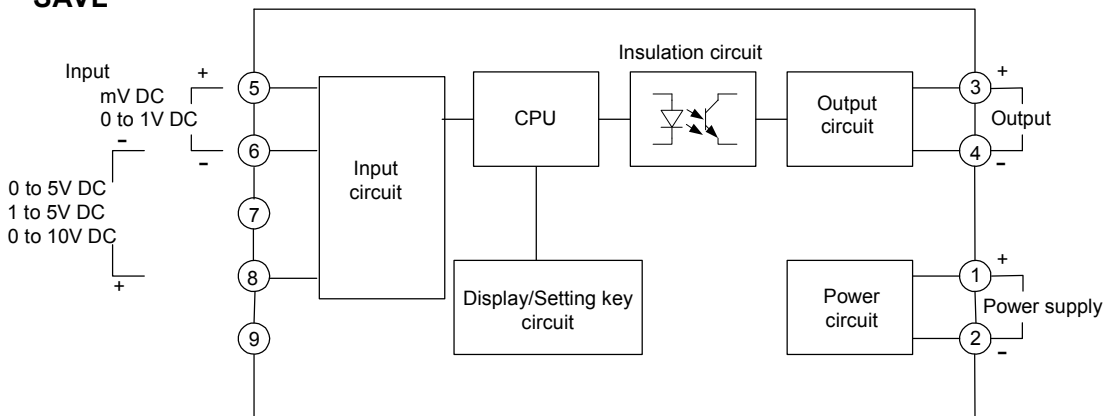 SAVE
Insulation circuit
Input
mV DC
0 to 1V DC
+
-
-
0 to 5V DC
1 to 5V DC
0 to 10V DC
+
5
6
7
8
9
Input
circuit
CPU
Display/Setting key
circuit
Output
circuit
3
4
+
Output
-
Power
circuit
1
2
+
Power supply
-